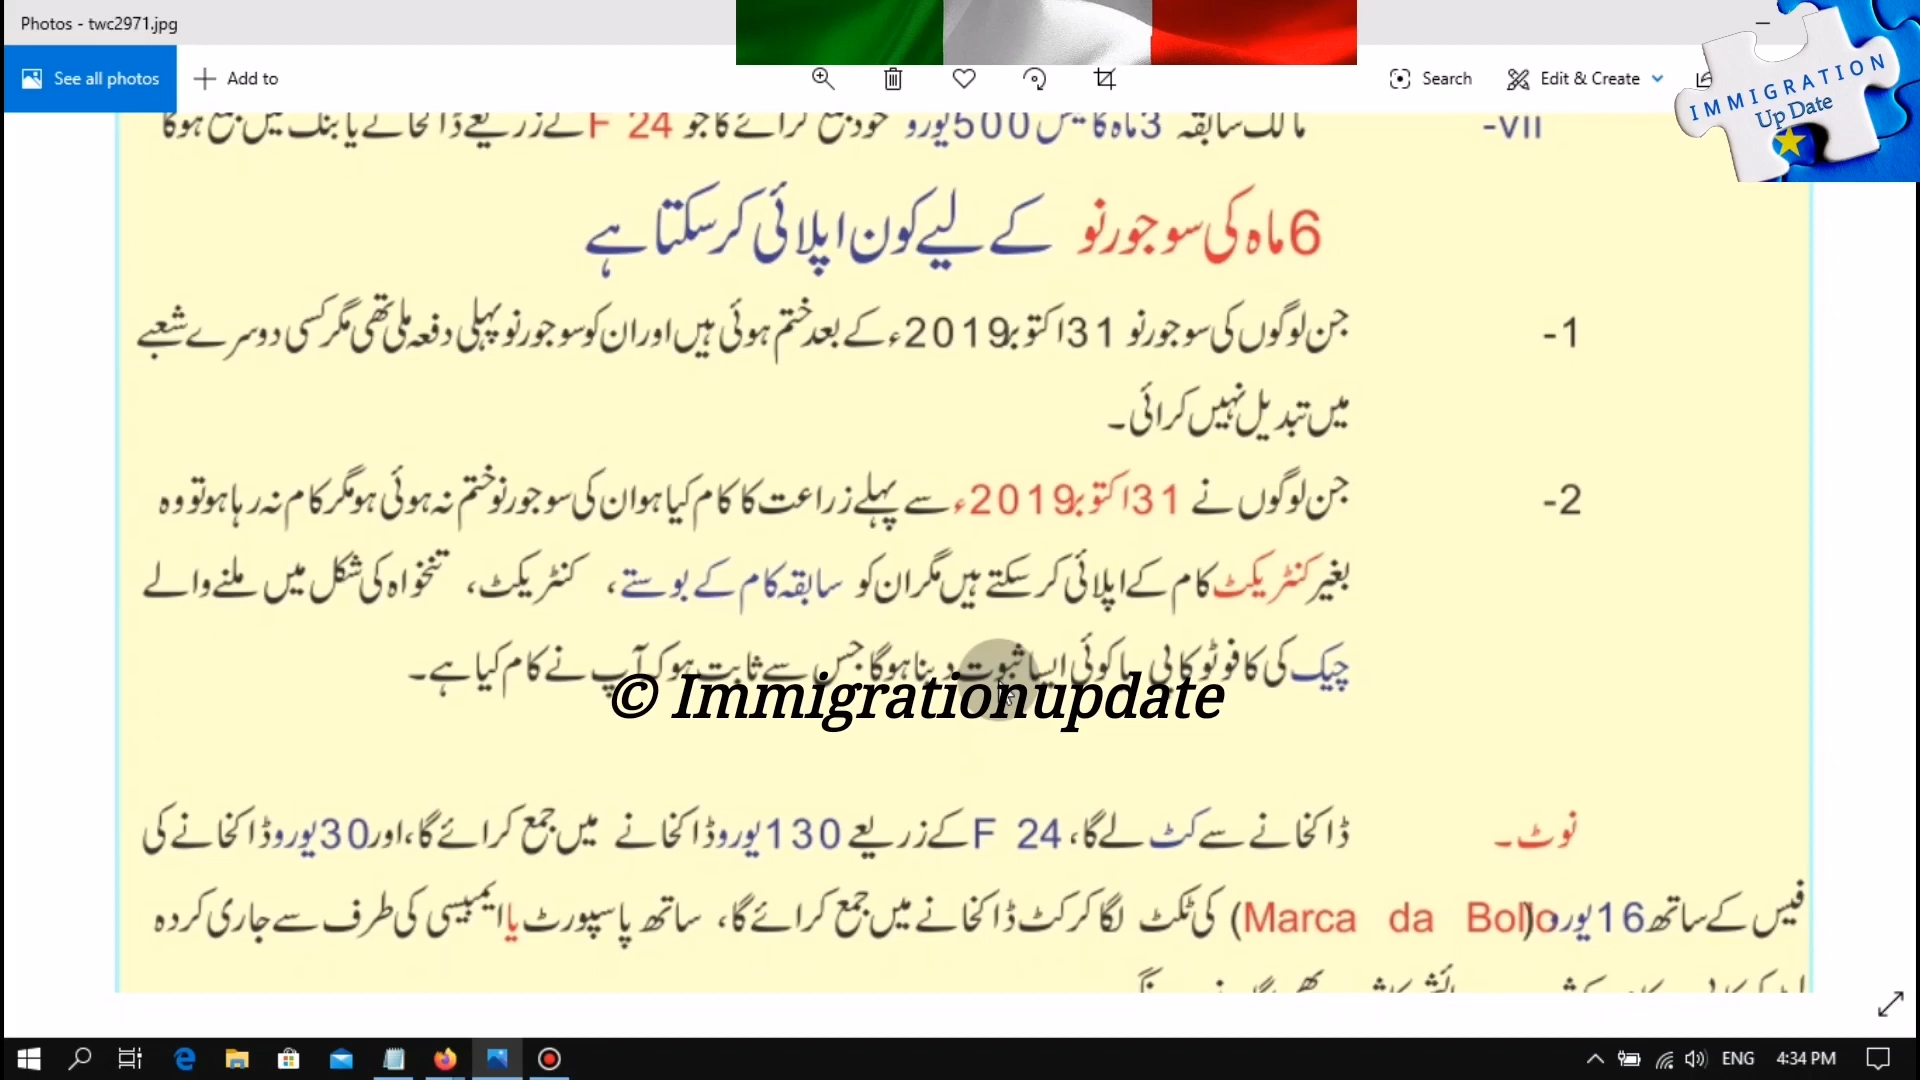 Photos - twc2971.jpg
IMMIGRATION
Up Date
See all photos
Add to
Search
Edit & Create
VII-
مالک سابقہ 3 ماہ کا ٹیکس 500 یورو خود جمع کرائے گا جو F 24 کے زریعے ڈاکخانے یا بنک میں جمع ہوگا
6 ماہ کی سوجورنو کے لیے کون اپلائی کر سکتا ہے
1- جن لوگوں کی سوجورنو 31 اکتوبر 2019ء کے بعد ختم ہوئی ہیں اور ان کو سوجورنو پہلی دفعہ ملی تھی مگر کسی دوسرے شعبے
میں تبدیل نہیں کرائی۔
2- جن لوگوں نے 31 اکتوبر 2019ء سے پہلے زراعت کا کام کیا ہو ان کی سوجورنو ختم نہ ہوئی ہو مگر کام نہ رہا ہو تو وہ
بغیر کنٹریکٹ کام کے اپلائی کر سکتے ہیں مگر ان کو سابقہ کام کے بوستے، کنٹریکٹ، تنخواہ کی شکل میں ملنے والے
چیک کی کا فوٹو کاپی یا کوئی ایسا ثبوت دینا ہوگا جس سے ثابت ہو کہ آپ نے کام کیا ہے۔
© Immigrationupdate
نوٹ۔ ڈاکخانے سے کٹ لے گا، F 24 کے زریعے 130 یورو ڈاکخانے میں جمع کرائے گا، اور 30 یورو ڈاکخانے کی
فیس کے ساتھ 16 یورو (Marca da Bollo) کی ٹکٹ لگا کر کٹ ڈاکخانے میں جمع کرائے گا، ساتھ پاسپورٹ یا ایمبیسی کی طرف سے جاری کردہ
ENG
4:34 PM